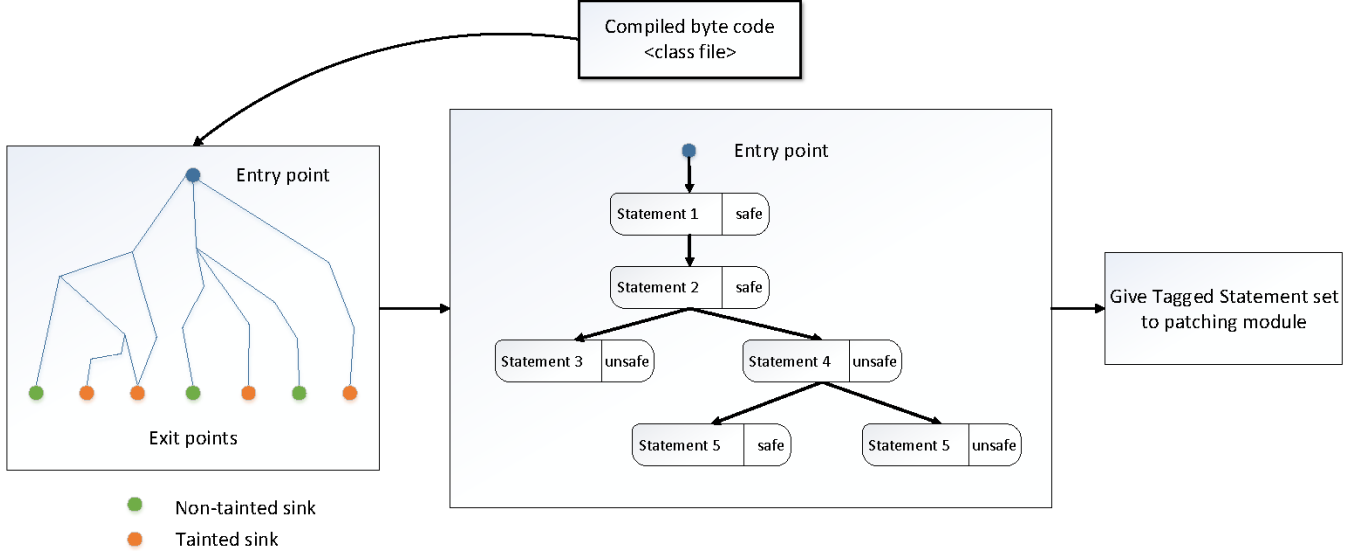 Compiled byte code
<class file>
Entry point
Exit points
Non-tainted sink
Tainted sink
Entry point
Statement 1 safe
Statement 2 safe
Statement 3 unsafe
Statement 4 unsafe
Statement 5 safe
Statement 5 unsafe
Give Tagged Statement set
to patching module